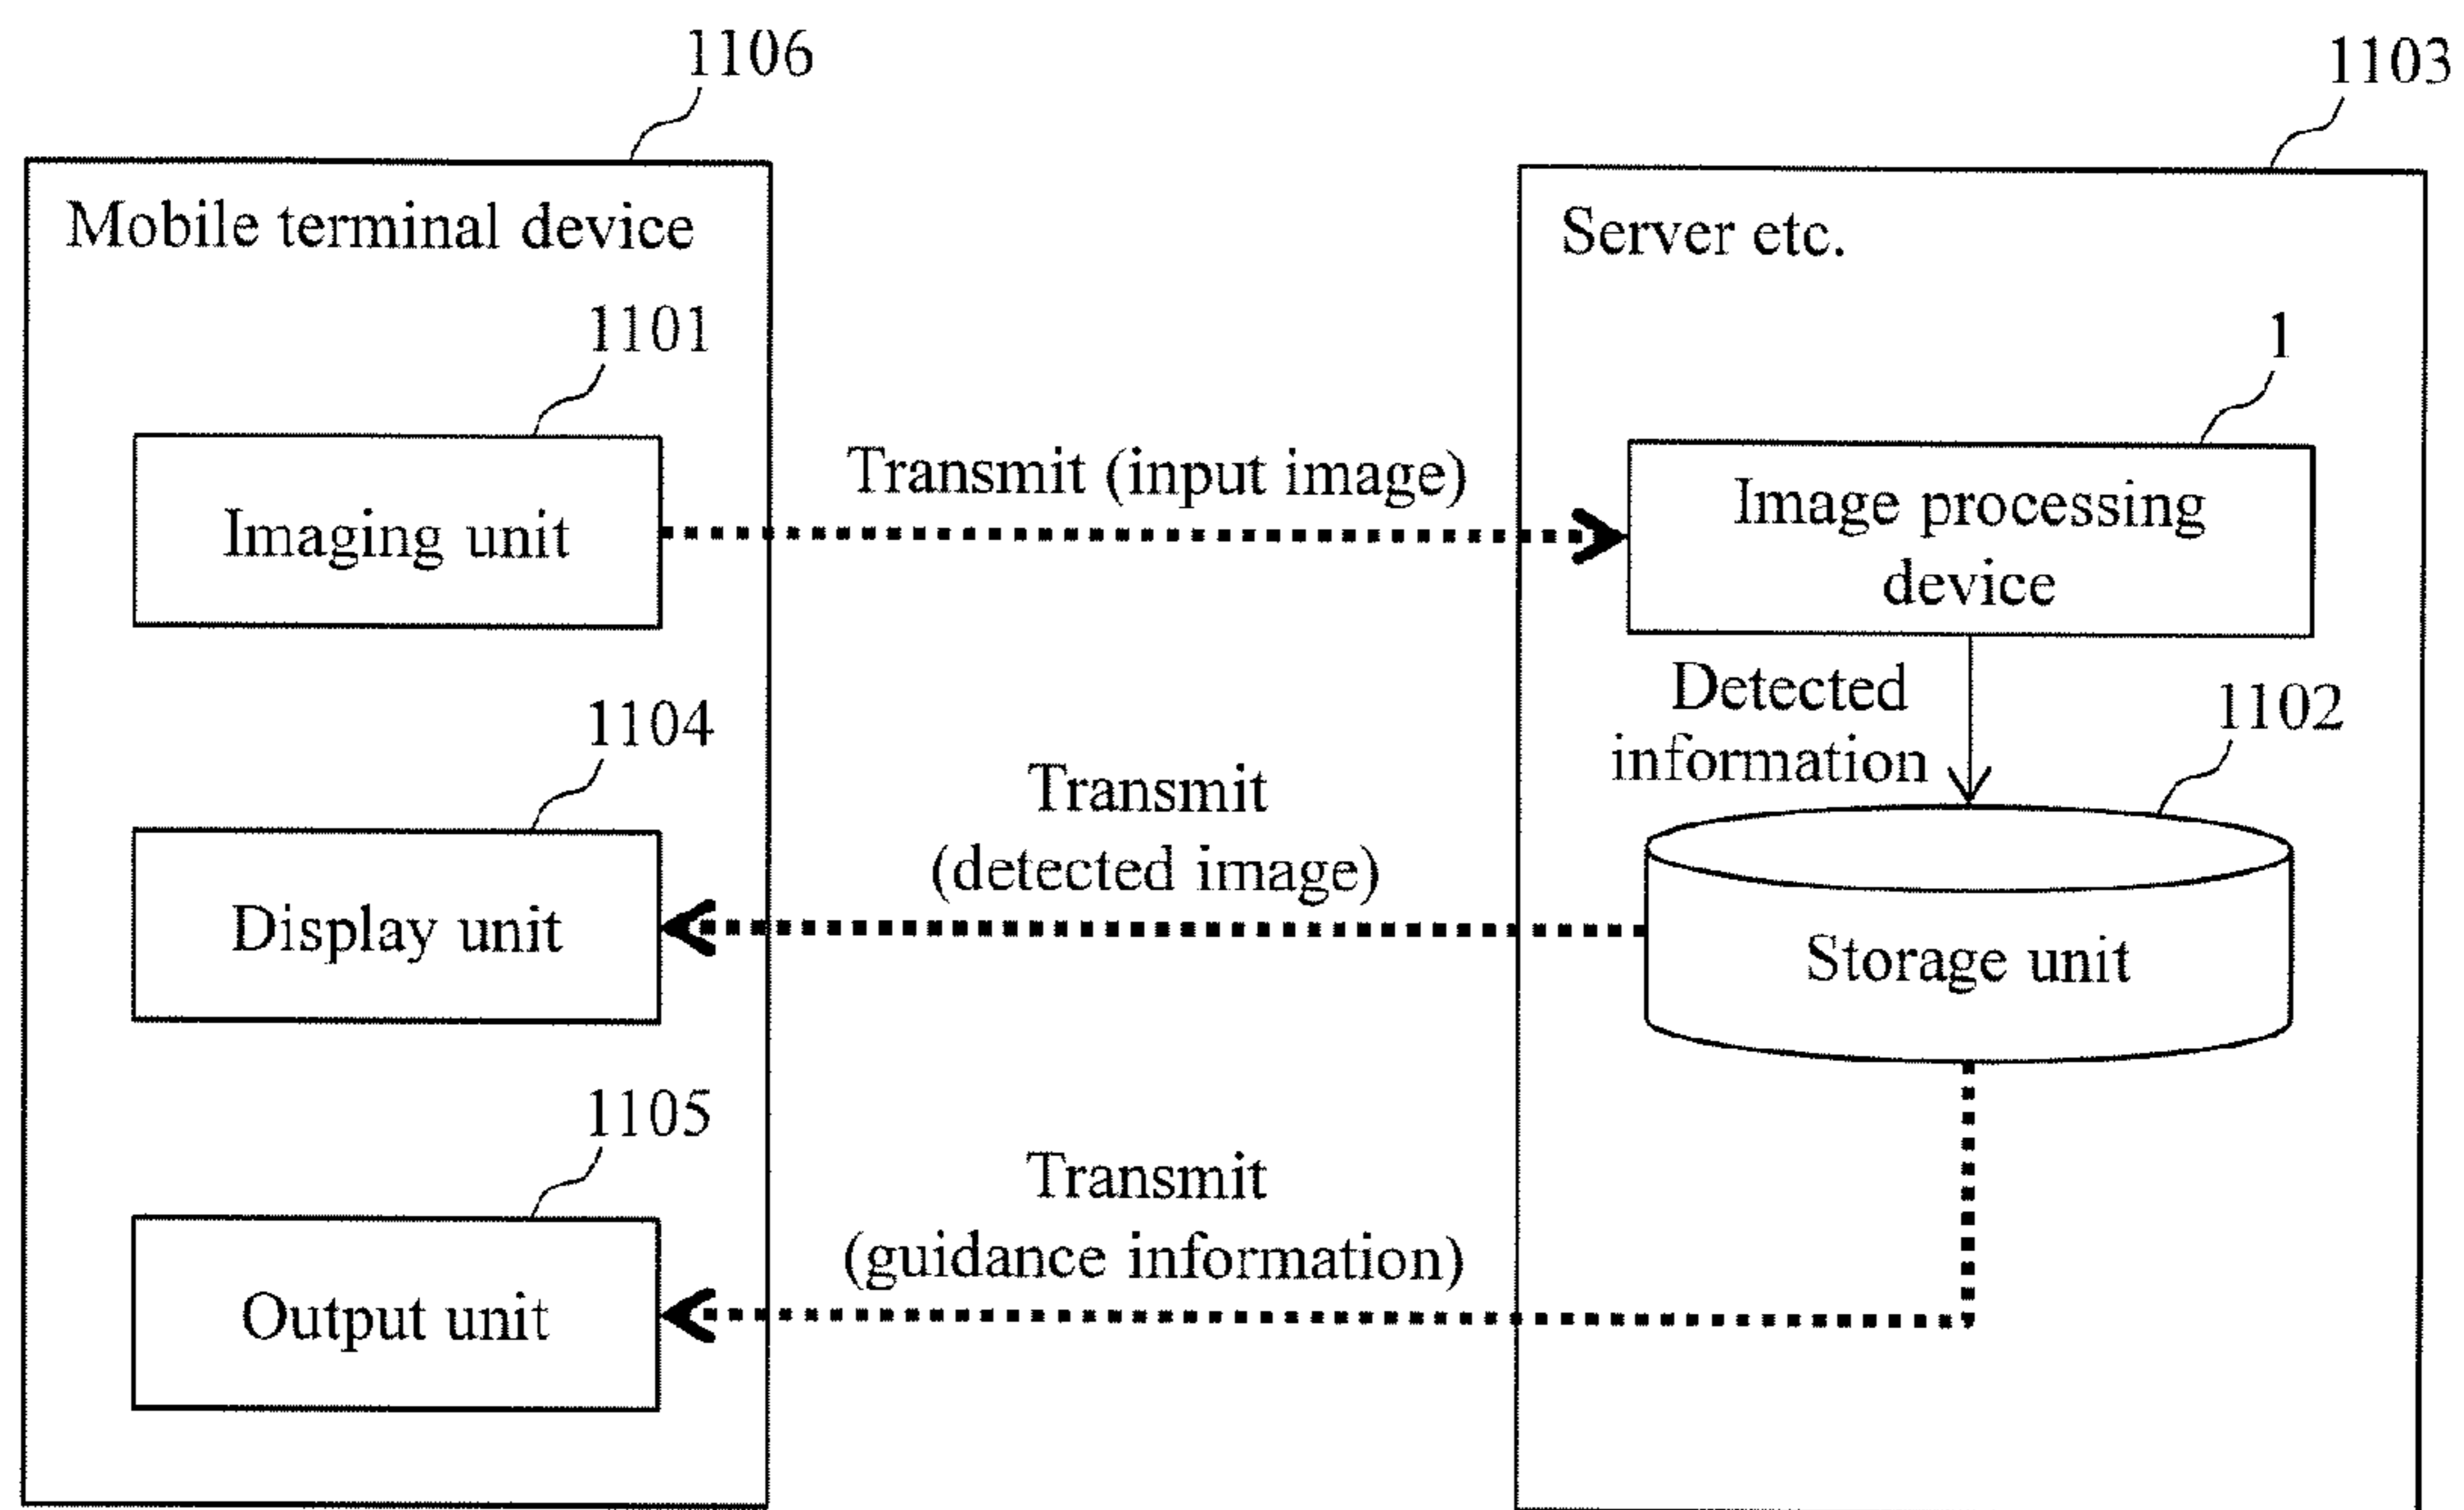 1106
1103
Mobile terminal device
Server etc.
1101
1
Imaging unit
Transmit (input image)
Image processing
device
Detected
information
1102
1104
Display unit
Transmit
(detected image)
Storage unit
1105
Output unit
Transmit
(guidance information)